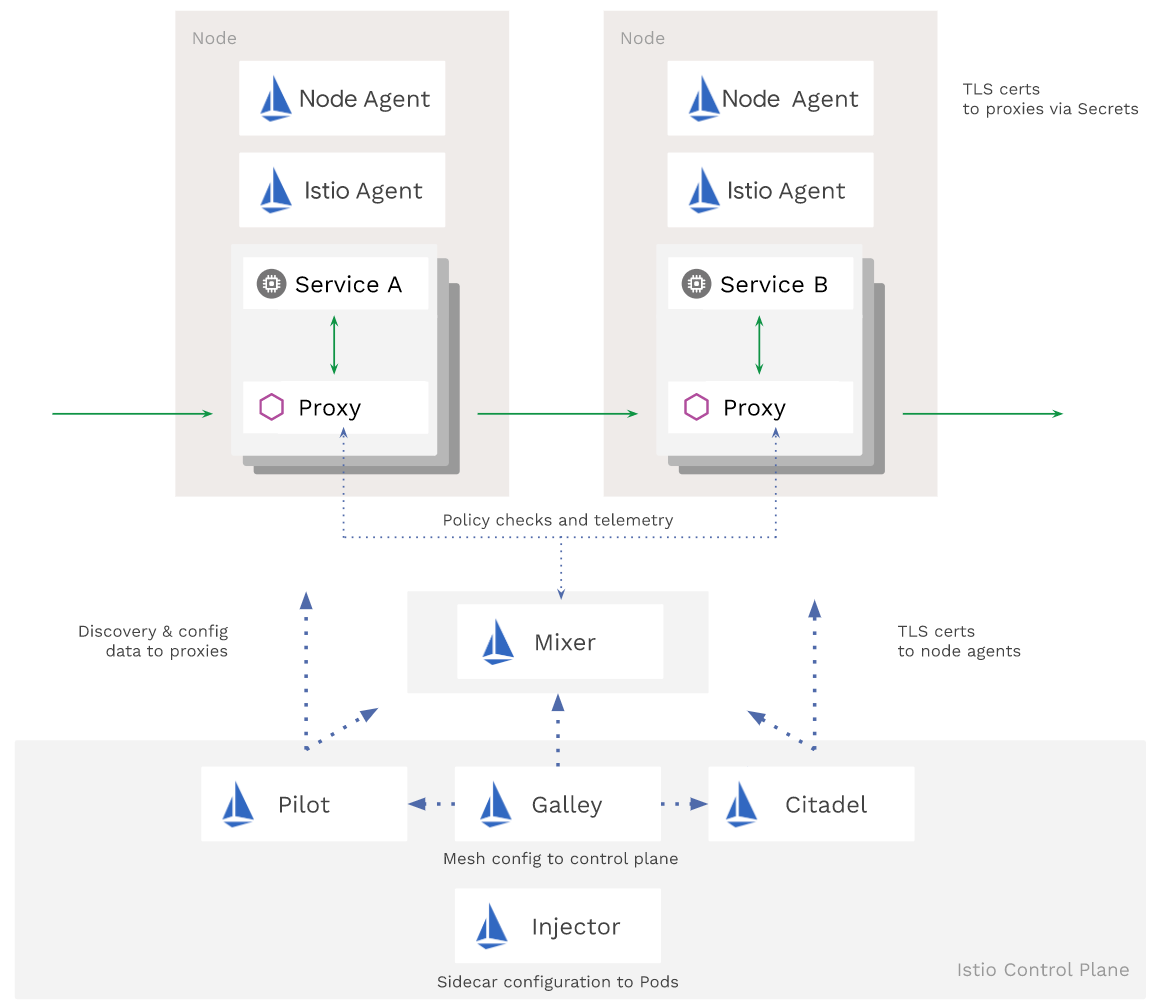 Node
Node Agent
Istio Agent
Service A
Proxy
Node
Node Agent
Istio Agent
Service B
Proxy
TLS certs
to proxies via Secrets
Policy checks and telemetry
Discovery & config
data to proxies
Mixer
TLS certs
to node agents
Pilot
Galley
Citadel
Mesh config to control plane
Injector
Sidecar configuration to Pods
Istio Control Plane